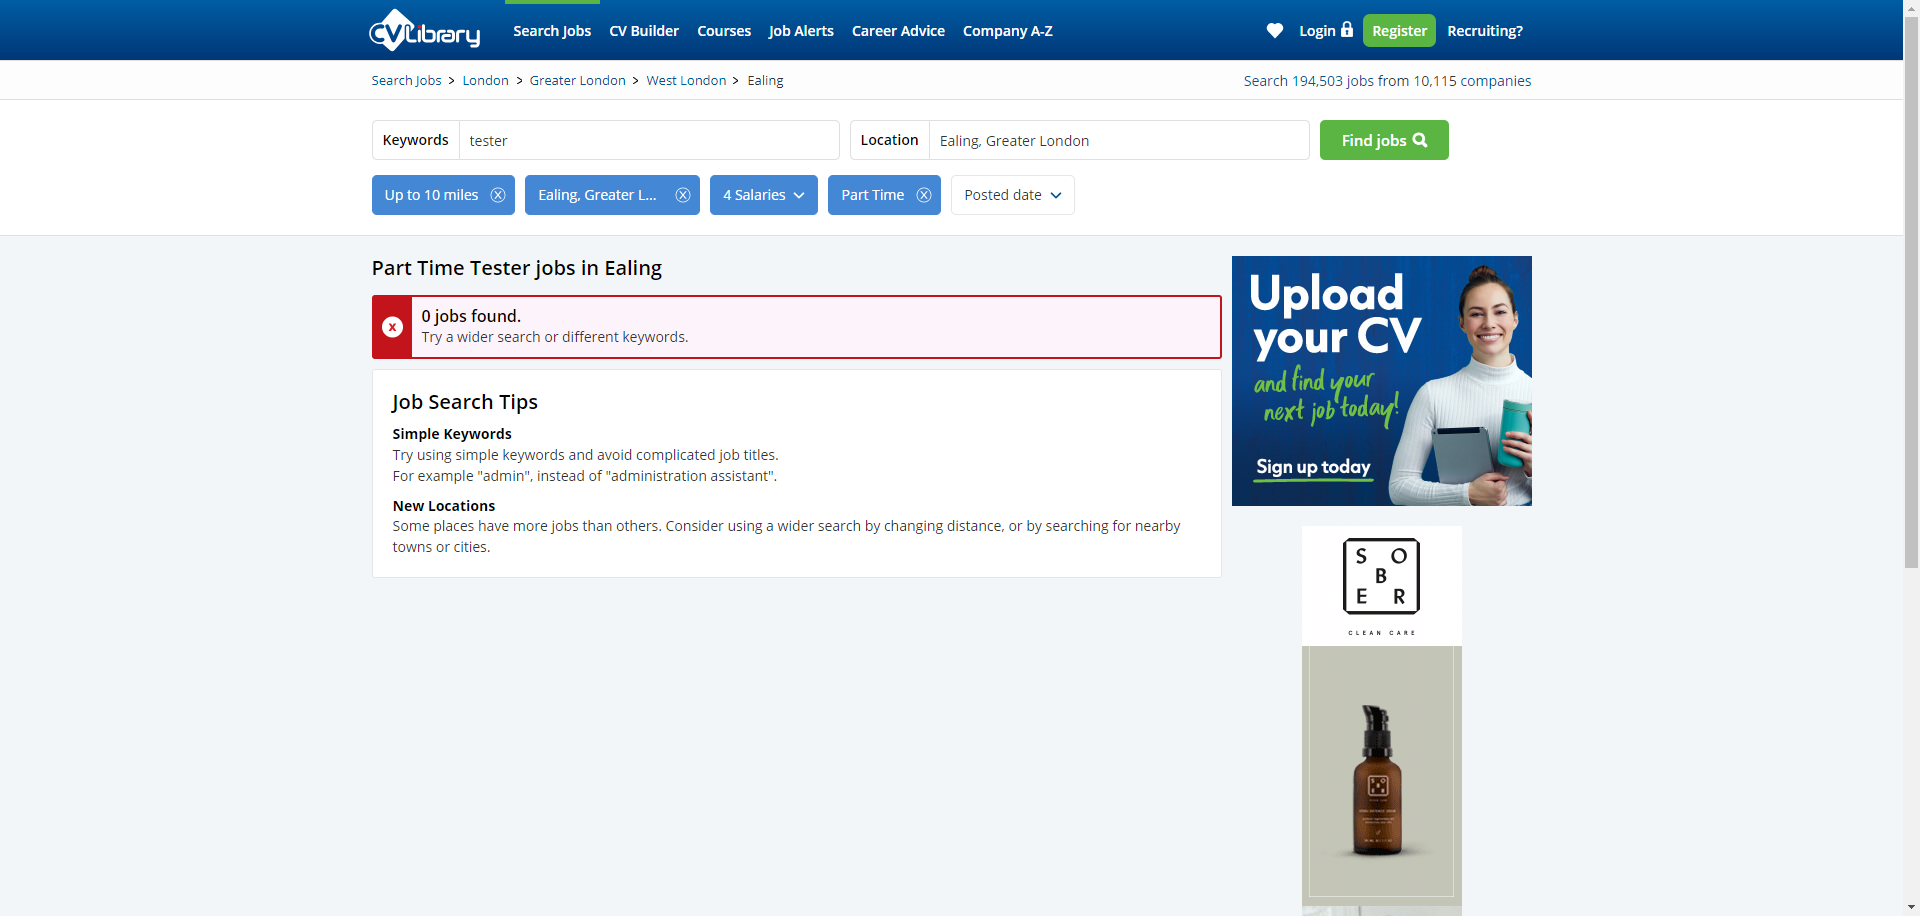 CV Library
Search Jobs CV Builder Courses Job Alerts Career Advice Company A-Z Login Register Recruiting?
Search Jobs > London > Greater London > West London > Ealing
Search 194,503 jobs from 10,115 companies
Keywords tester
Location Ealing, Greater London
Find jobs
Up to 10 miles
Ealing, Greater L...
4 Salaries
Part Time
Posted date
Part Time Tester jobs in Ealing
0 jobs found.
Try a wider search or different keywords.
Job Search Tips
Simple Keywords
Try using simple keywords and avoid complicated job titles.
For example "admin", instead of "administration assistant".
New Locations
Some places have more jobs than others. Consider using a wider search by changing distance, or by searching for nearby
towns or cities.
Upload
your CV
and find your
next job today!
Sign up today
S O
B
E R
CLEAN CARE